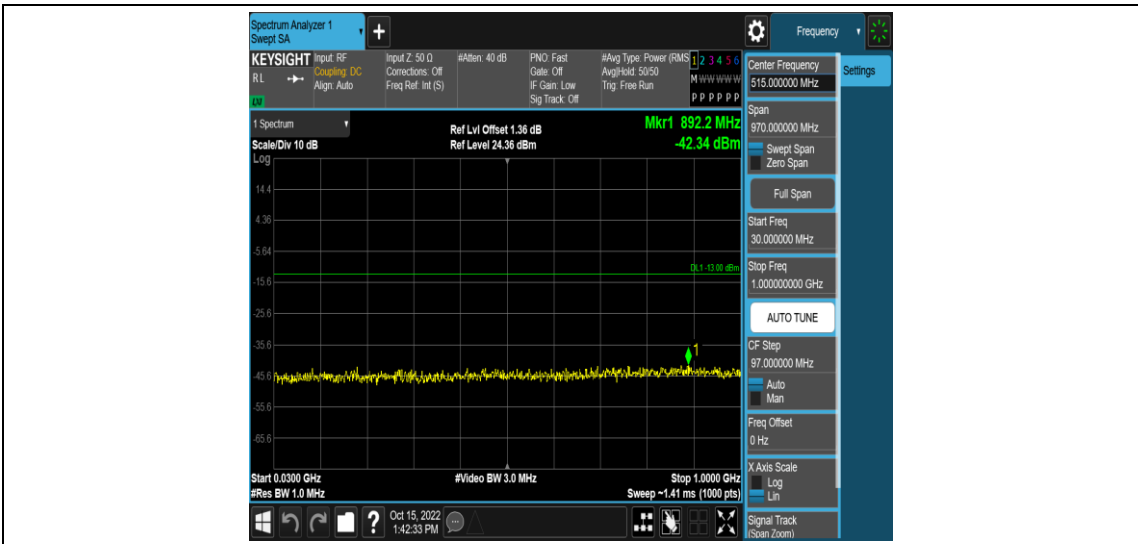 Spectrum Analyzer 1
Swept SA
+
Frequency
KEYSIGHT
RL
LXI
Input: RF
Coupling: DC
Align: Auto
Input Z: 50 Ω
Corrections: Off
Freq Ref: Int (S)
#Atten: 40 dB
PNO: Fast
Gate: Off
IF Gain: Low
Sig Track: Off
#Avg Type: Power (RMS
Avg|Hold: 50/50
Trig: Free Run
1 2 3 4 5 6
M W W W W W
P P P P P P
Center Frequency
515.000000 MHz
Settings
Span
970.000000 MHz
Swept Span
Zero Span
Full Span
Start Freq
30.000000 MHz
Stop Freq
1.000000000 GHz
AUTO TUNE
CF Step
97.000000 MHz
Auto
Man
Freq Offset
0 Hz
X Axis Scale
Log
Lin
Signal Track
(Span Zoom)
1 Spectrum
Scale/Div 10 dB
Log
Ref Lvl Offset 1.36 dB
Ref Level 24.36 dBm
Mkr1 892.2 MHz
-42.34 dBm
14.4
4.36
-5.64
DL1 -13.00 dBm
-15.6
-25.6
-35.6
1
-45.6
-55.6
-65.6
Start 0.0300 GHz
#Res BW 1.0 MHz
#Video BW 3.0 MHz
Stop 1.0000 GHz
Sweep ~1.41 ms (1000 pts)
?
Oct 15, 2022
1:42:33 PM